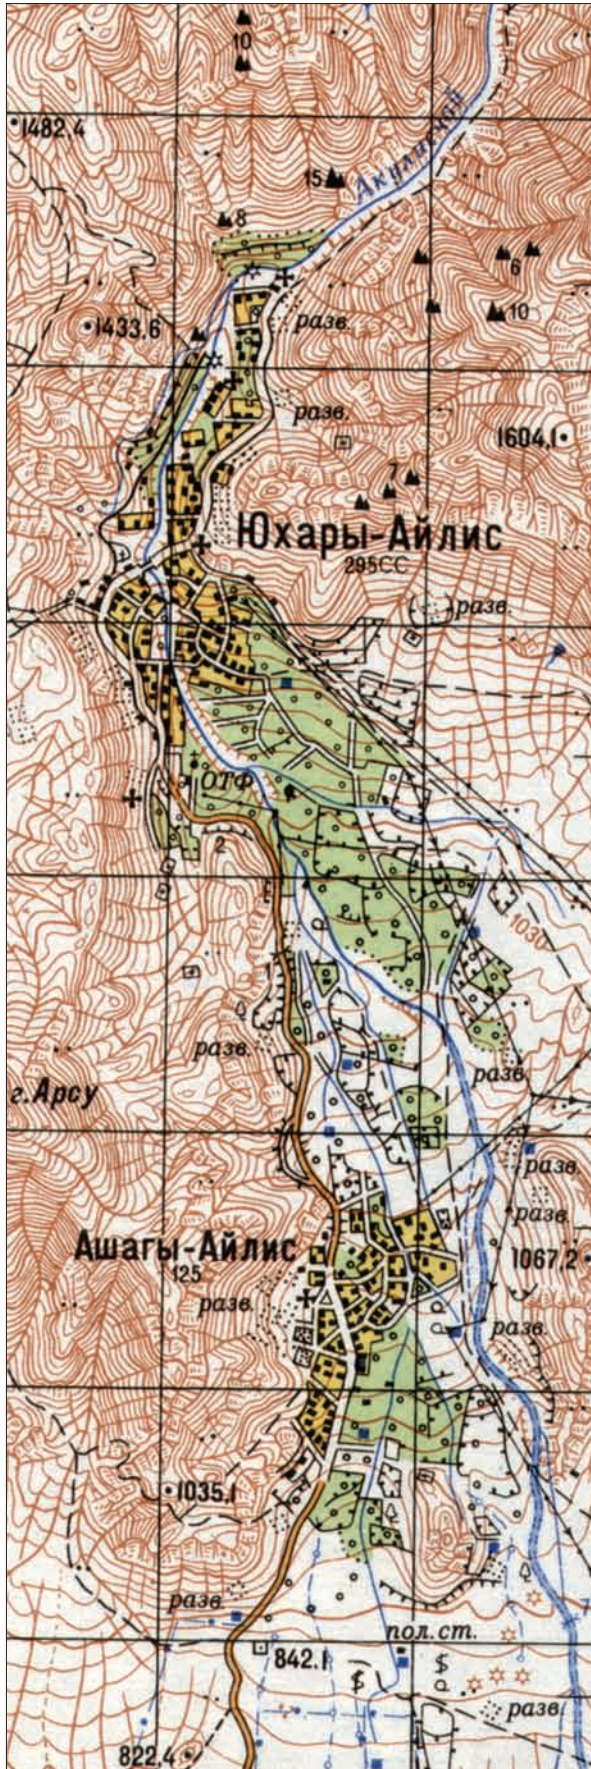 10
1482,4
15
Акуличай
8
6
10
1433,6
разв.
разв.
1604,1
7
Юхары-Айлис
295СС
разв.
ОТФ
2
1030
разв.
разв.
г.Арсу
разв.
разв.
Ашагы-Айлис
125
1067,2
разв.
разв.
1035,1
разв.
пол.ст.
842.1
разв.
822,4